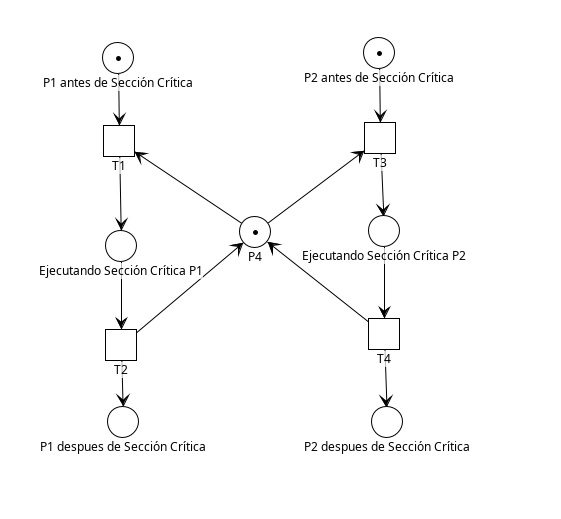 P1 antes de Sección Crítica
P2 antes de Sección Crítica
T1
T3
P4
Ejecutando Sección Crítica P1
Ejecutando Sección Crítica P2
T2
T4
P1 despues de Sección Crítica
P2 despues de Sección Crítica